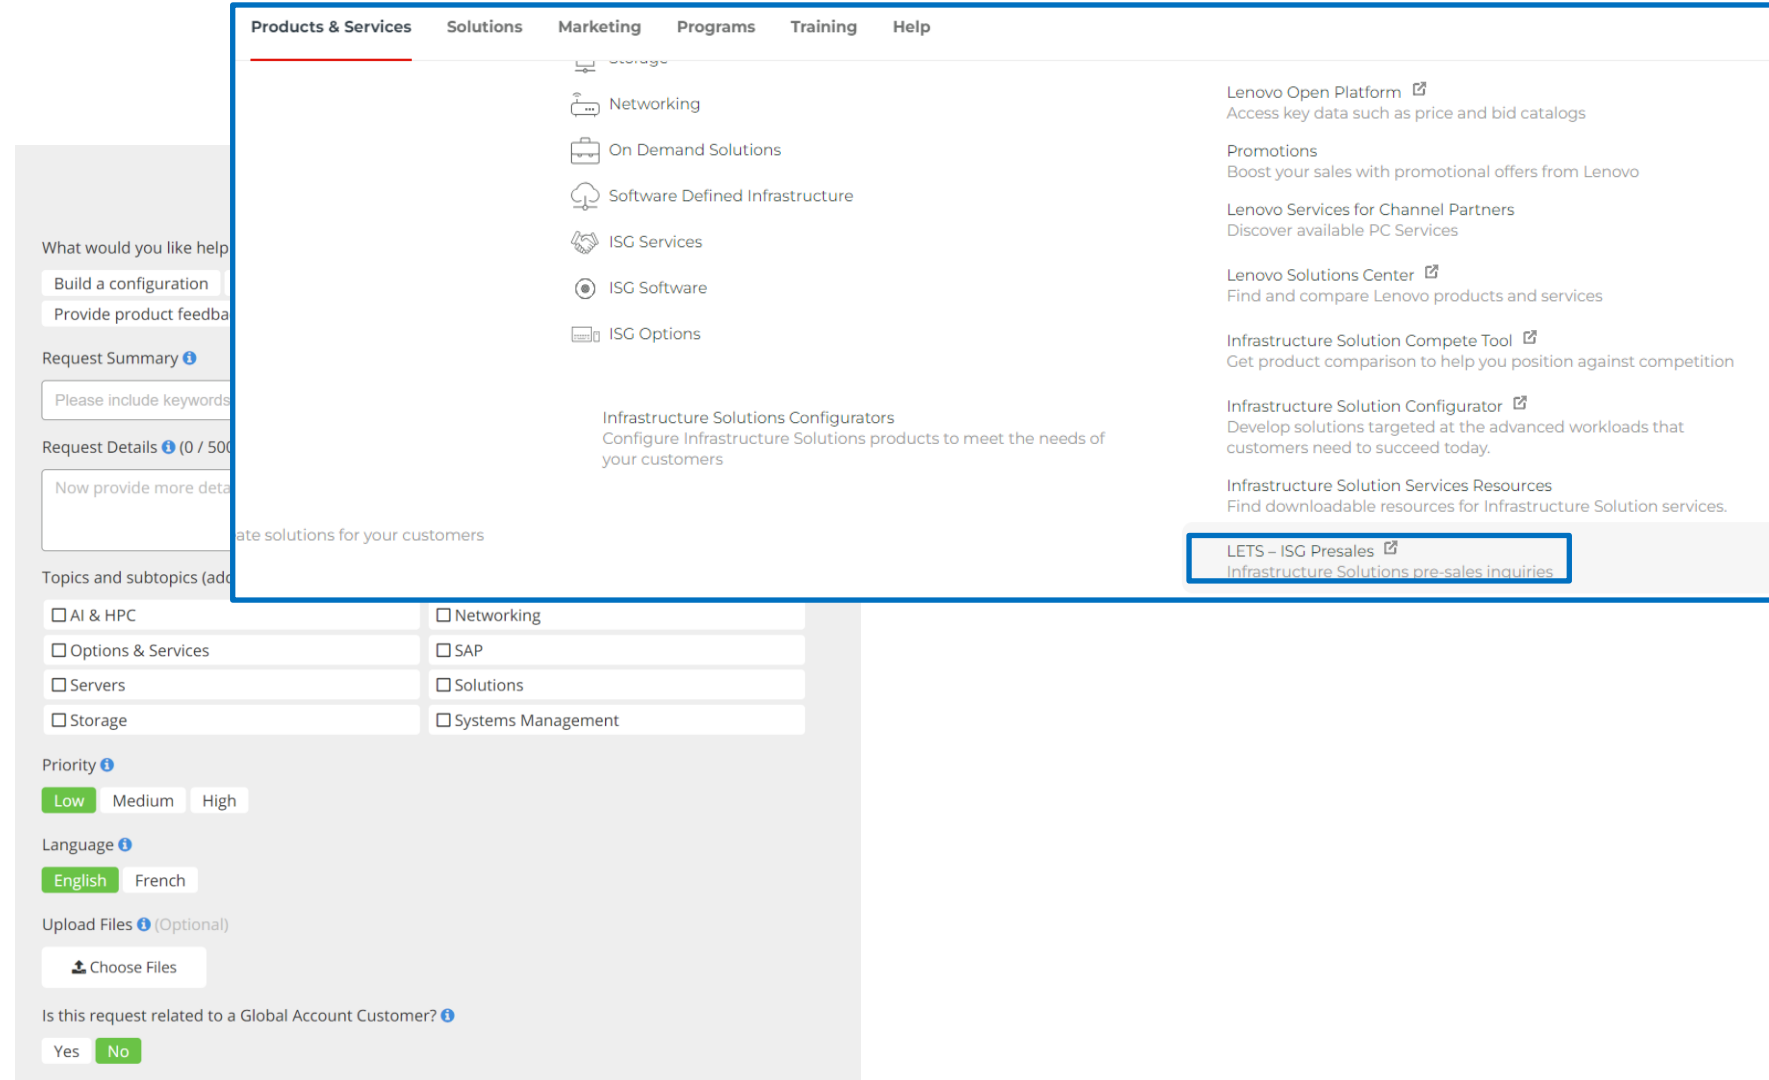 Products & Services Solutions Marketing Programs Training Help
Storage
Networking
On Demand Solutions
Software Defined Infrastructure
ISG Services
ISG Software
ISG Options
Infrastructure Solutions Configurators
Configure Infrastructure Solutions products to meet the needs of
your customers
ate solutions for your customers
Lenovo Open Platform
Access key data such as price and bid catalogs
Promotions
Boost your sales with promotional offers from Lenovo
Lenovo Services for Channel Partners
Discover available PC Services
Lenovo Solutions Center
Find and compare Lenovo products and services
Infrastructure Solution Compete Tool
Get product comparison to help you position against competition
Infrastructure Solution Configurator
Develop solutions targeted at the advanced workloads that
customers need to succeed today.
Infrastructure Solution Services Resources
Find downloadable resources for Infrastructure Solution services.
LETS – ISG Presales
Infrastructure Solutions pre-sales inquiries
What would you like help
Build a configuration
Provide product feedba
Request Summary
Please include keywords
Request Details (0 / 500
Now provide more deta
Topics and subtopics (add
AI & HPC Networking
Options & Services SAP
Servers Solutions
Storage Systems Management
Priority
Low Medium High
Language
English French
Upload Files (Optional)
Choose Files
Is this request related to a Global Account Customer?
Yes No